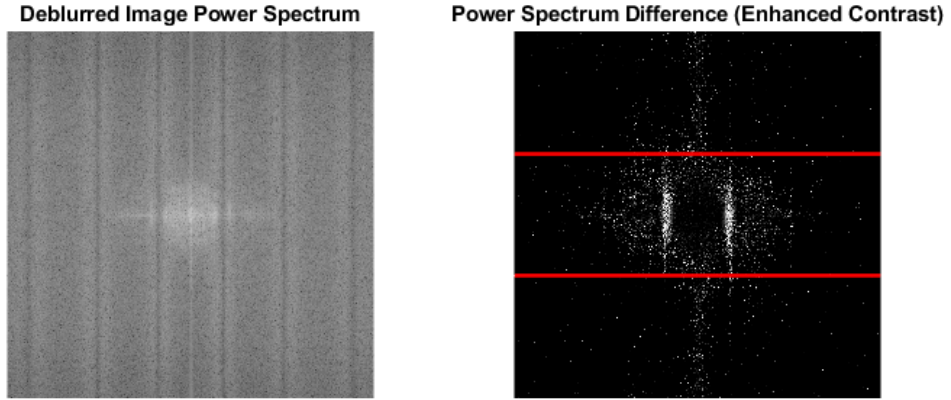 Deblurred Image Power Spectrum
Power Spectrum Difference (Enhanced Contrast)